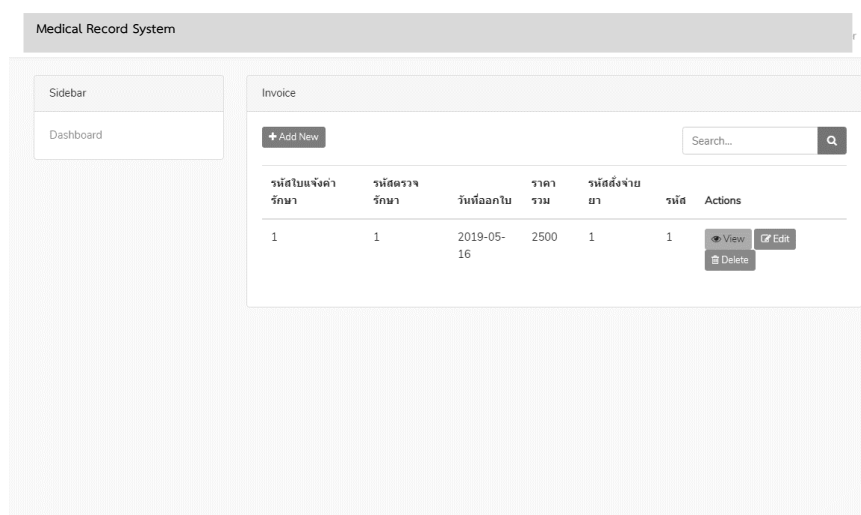 Medical Record System
r
Sidebar
Invoice
Dashboard
Add New
Search...
รหัสใบแจ้งค่า
รักษา
รหัสตรวจ
รักษา
วันที่ออกใบ
ราคา
รวม
รหัสสั่งจ่าย
ยา
รหัส
Actions
1
1
2019-05-
16
2500
1
1
View
Edit
Delete